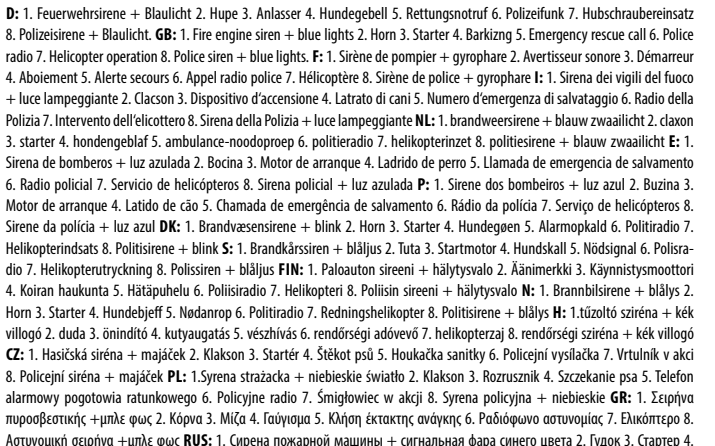 D: 1. Feuerwehrsirene + Blaulicht 2. Hupe 3. Anlasser 4. Hundegebell 5. Rettungsnotruf 6. Polizeifunk 7. Hubschraubereinsatz
8. Polizeisirene + Blaulicht. GB: 1. Fire engine siren + blue lights 2. Horn 3. Starter 4. Barkizng 5. Emergency rescue call 6. Police
radio 7. Helicopter operation 8. Police siren + blue lights. F: 1. Sirène de pompier + gyrophare 2. Avertisseur sonore 3. Démarreur
4. Aboiement 5. Alerte secours 6. Appel radio police 7. Hélicoptère 8. Sirène de police + gyrophare I: 1. Sirena dei vigili del fuoco
+ luce lampeggiante 2. Clacson 3. Dispositivo d'accensione 4. Latrato di cani 5. Numero d'emergenza di salvataggio 6. Radio della
Polizia 7. Intervento dell'elicottero 8. Sirena della Polizia + luce lampeggiante NL: 1. brandweersirene + blauw zwaailicht 2. claxon
3. starter 4. hondengeblaf 5. ambulance-noodoproep 6. politieradio 7. helikopterinzet 8. politiesirene + blauw zwaailicht E: 1.
Sirena de bomberos + luz azulada 2. Bocina 3. Motor de arranque 4. Ladrido de perro 5. Llamada de emergencia de salvamento
6. Radio policial 7. Servicio de helicópteros 8. Sirena policial + luz azulada P: 1. Sirene dos bombeiros + luz azul 2. Buzina 3.
Motor de arranque 4. Latido de cão 5. Chamada de emergência de salvamento 6. Rádio da polícia 7. Serviço de helicópteros 8.
Sirene da polícia + luz azul DK: 1. Brandvæsensirene + blink 2. Horn 3. Starter 4. Hundegøen 5. Alarmopkald 6. Politiradio 7.
Helikopterindsats 8. Politisirene + blink S: 1. Brandkårssiren + blåljus 2. Tuta 3. Startmotor 4. Hundskall 5. Nödsignal 6. Polisra-
dio 7. Helikopterutryckning 8. Polissiren + blåljus FIN: 1. Paloauton sireeni + hälytysvalo 2. Äänimerkki 3. Käynnistysmoottori
4. Koiran haukunta 5. Hätäpuhelu 6. Poliisiradio 7. Helikopteri 8. Poliisin sireeni + hälytysvalo N: 1. Brannbilsirene + blålys 2.
Horn 3. Starter 4. Hundebjeff 5. Nødanrop 6. Politiradio 7. Redningshelikopter 8. Politisirene + blålys H: 1.tűzoltó sziréna + kék
villogó 2. duda 3. önindító 4. kutyaugatás 5. vészhívás 6. rendőrségi adóvevő 7. helikopterzaj 8. rendőrségi sziréna + kék villogó
CZ: 1. Hasičská siréna + majáček 2. Klakson 3. Startér 4. Štěkot psů 5. Houkačka sanitky 6. Policejní vysílačka 7. Vrtulník v akci
8. Policejní siréna + majáček PL: 1.Syrena strażacka + niebieskie światło 2. Klakson 3. Rozrusznik 4. Szczekanie psa 5. Telefon
alarmowy pogotowia ratunkowego 6. Policyjne radio 7. Śmigłowiec w akcji 8. Syrena policyjna + niebieskie GR: 1. Σειρήνα
πυροσβεστικής +μπλε φως 2. Κόρνα 3. Μίζα 4. Γαύγισμα 5. Κλήση έκτακτης ανάγκης 6. Ραδιόφωνο αστυνομίας 7. Ελικόπτερο 8.
Αστυνομική σειρήνα +μπλε φως RUS: 1. Сирена пожарной машины + сигнальная фара синего цвета 2. Гудок 3. Стартер 4.